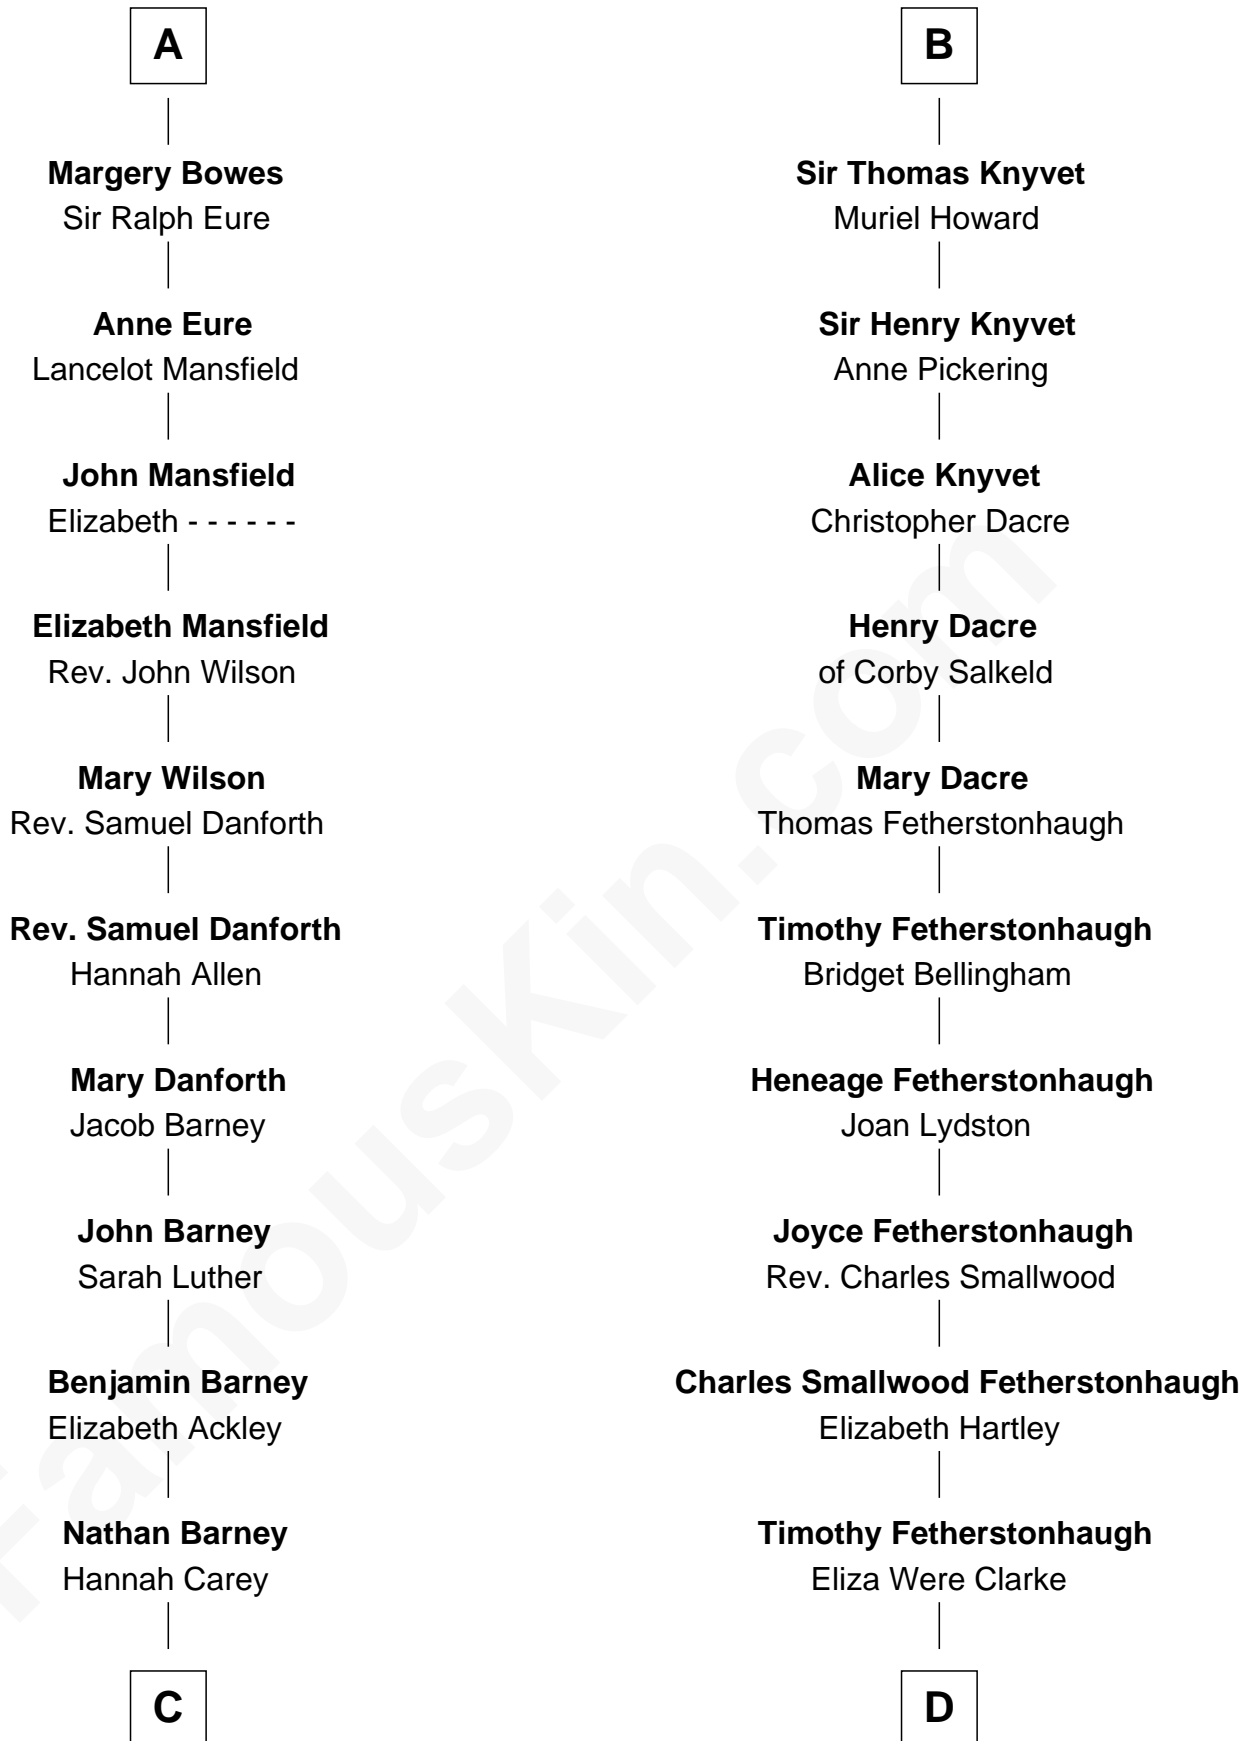 A
Margery Bowes
Sir Ralph Eure
Anne Eure
Lancelot Mansfield
John Mansfield
Elizabeth - - - - - -
Elizabeth Mansfield
Rev. John Wilson
Mary Wilson
Rev. Samuel Danforth
Rev. Samuel Danforth
Hannah Allen
Mary Danforth
Jacob Barney
John Barney
Sarah Luther
Benjamin Barney
Elizabeth Ackley
Nathan Barney
Hannah Carey
C
B
Sir Thomas Knyvet
Muriel Howard
Sir Henry Knyvet
Anne Pickering
Alice Knyvet
Christopher Dacre
Henry Dacre
of Corby Salkeld
Mary Dacre
Thomas Fetherstonhaugh
Timothy Fetherstonhaugh
Bridget Bellingham
Heneage Fetherstonhaugh
Joan Lydston
Joyce Fetherstonhaugh
Rev. Charles Smallwood
Charles Smallwood Fetherstonhaugh
Elizabeth Hartley
Timothy Fetherstonhaugh
Eliza Were Clarke
D
FamousKin.com